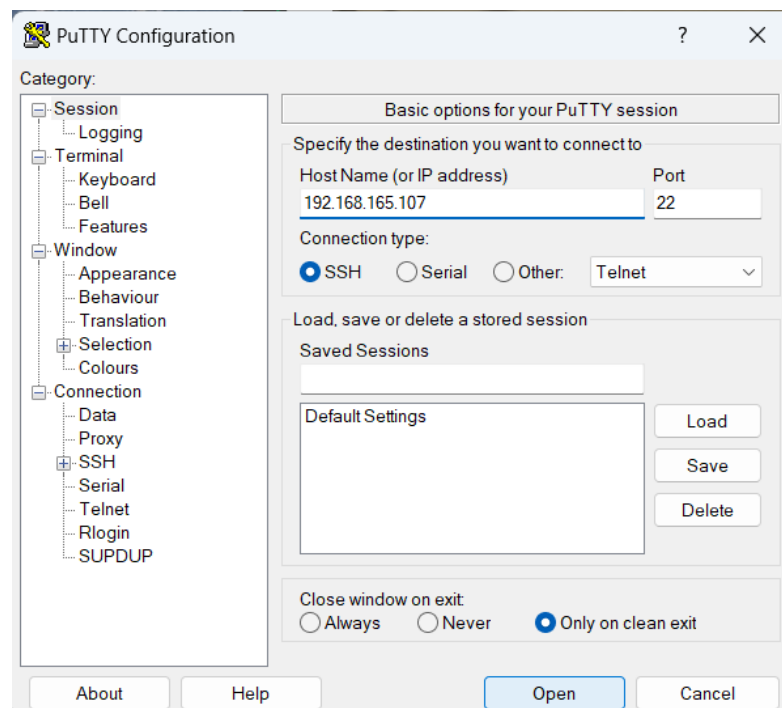 PuTTY Configuration
?
Category:
Session
Logging
Terminal
Keyboard
Bell
Features
Window
Appearance
Behaviour
Translation
Selection
Colours
Connection
Data
Proxy
SSH
Serial
Telnet
Rlogin
SUPDUP
Basic options for your PuTTY session
Specify the destination you want to connect to
Host Name (or IP address) Port
192.168.165.107 22
Connection type:
SSH Serial Other: Telnet
Load, save or delete a stored session
Saved Sessions
Default Settings
Load
Save
Delete
Close window on exit:
Always Never Only on clean exit
About Help Open Cancel